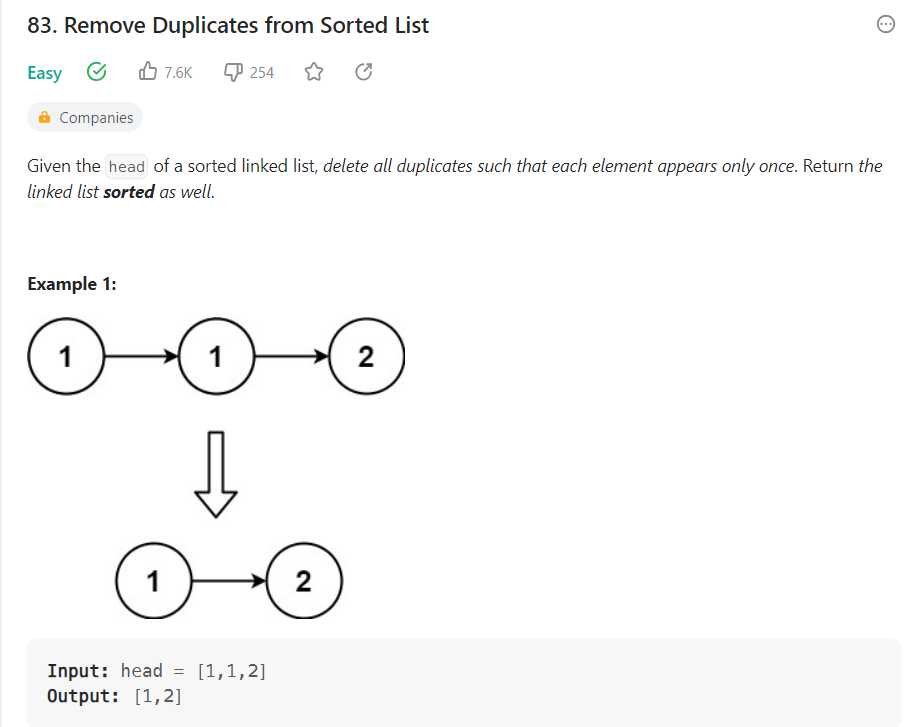 83. Remove Duplicates from Sorted List
Easy 7.6K 254
Companies
Given the head of a sorted linked list, delete all duplicates such that each element appears only once. Return the
linked list sorted as well.
Example 1:
1 1 2
1 2
Input: head = [1,1,2]
Output: [1,2]